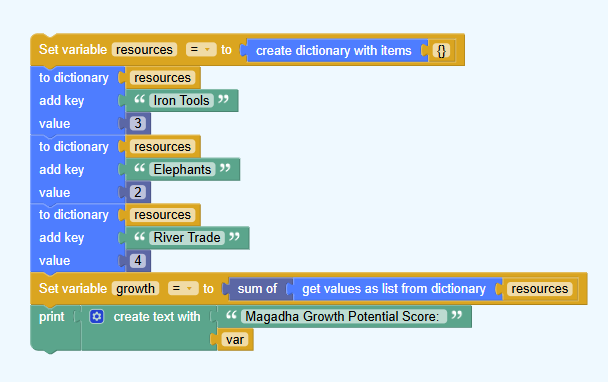 Set variable resources = to create dictionary with items {}
to dictionary resources
add key “ Iron Tools ”
value 3
to dictionary resources
add key “ Elephants ”
value 2
to dictionary resources
add key “ River Trade ”
value 4
Set variable growth = to sum of get values as list from dictionary resources
print create text with “ Magadha Growth Potential Score: ”
var